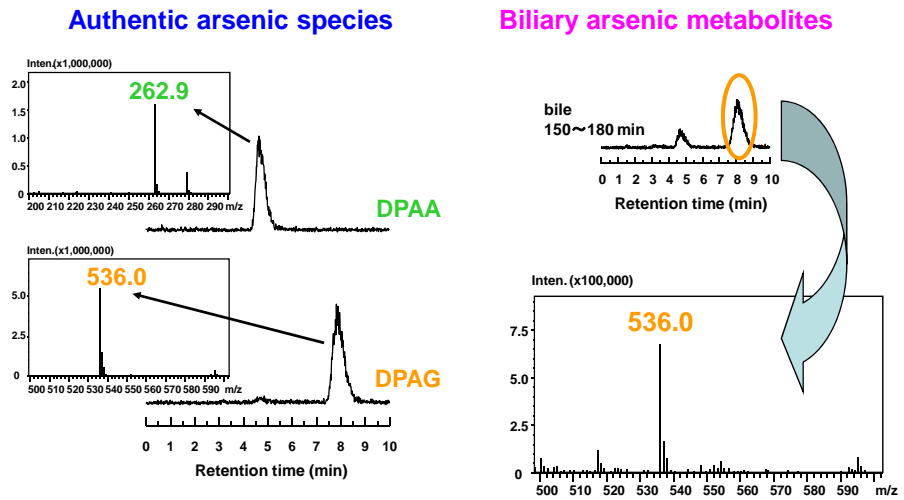 Authentic arsenic species
Inten.(x1,000,000)
262.9
2.0
1.5
1.0
0.5
0
200 210 220 230 240 250 260 270 280 290 m/z
DPAA
Inten.(x1,000,000)
536.0
5.0
2.5
0
500 510 520 530 540 550 560 570 580 590 m/z
DPAG
0 1 2 3 4 5 6 7 8 9 10
Retention time (min)
Biliary arsenic metabolites
bile
150～180 min
0 1 2 3 4 5 6 7 8 9 10
Retention time (min)
Inten. (x100,000)
536.0
7.5
5.0
2.5
0
500 510 520 530 540 550 560 570 580 590 m/z